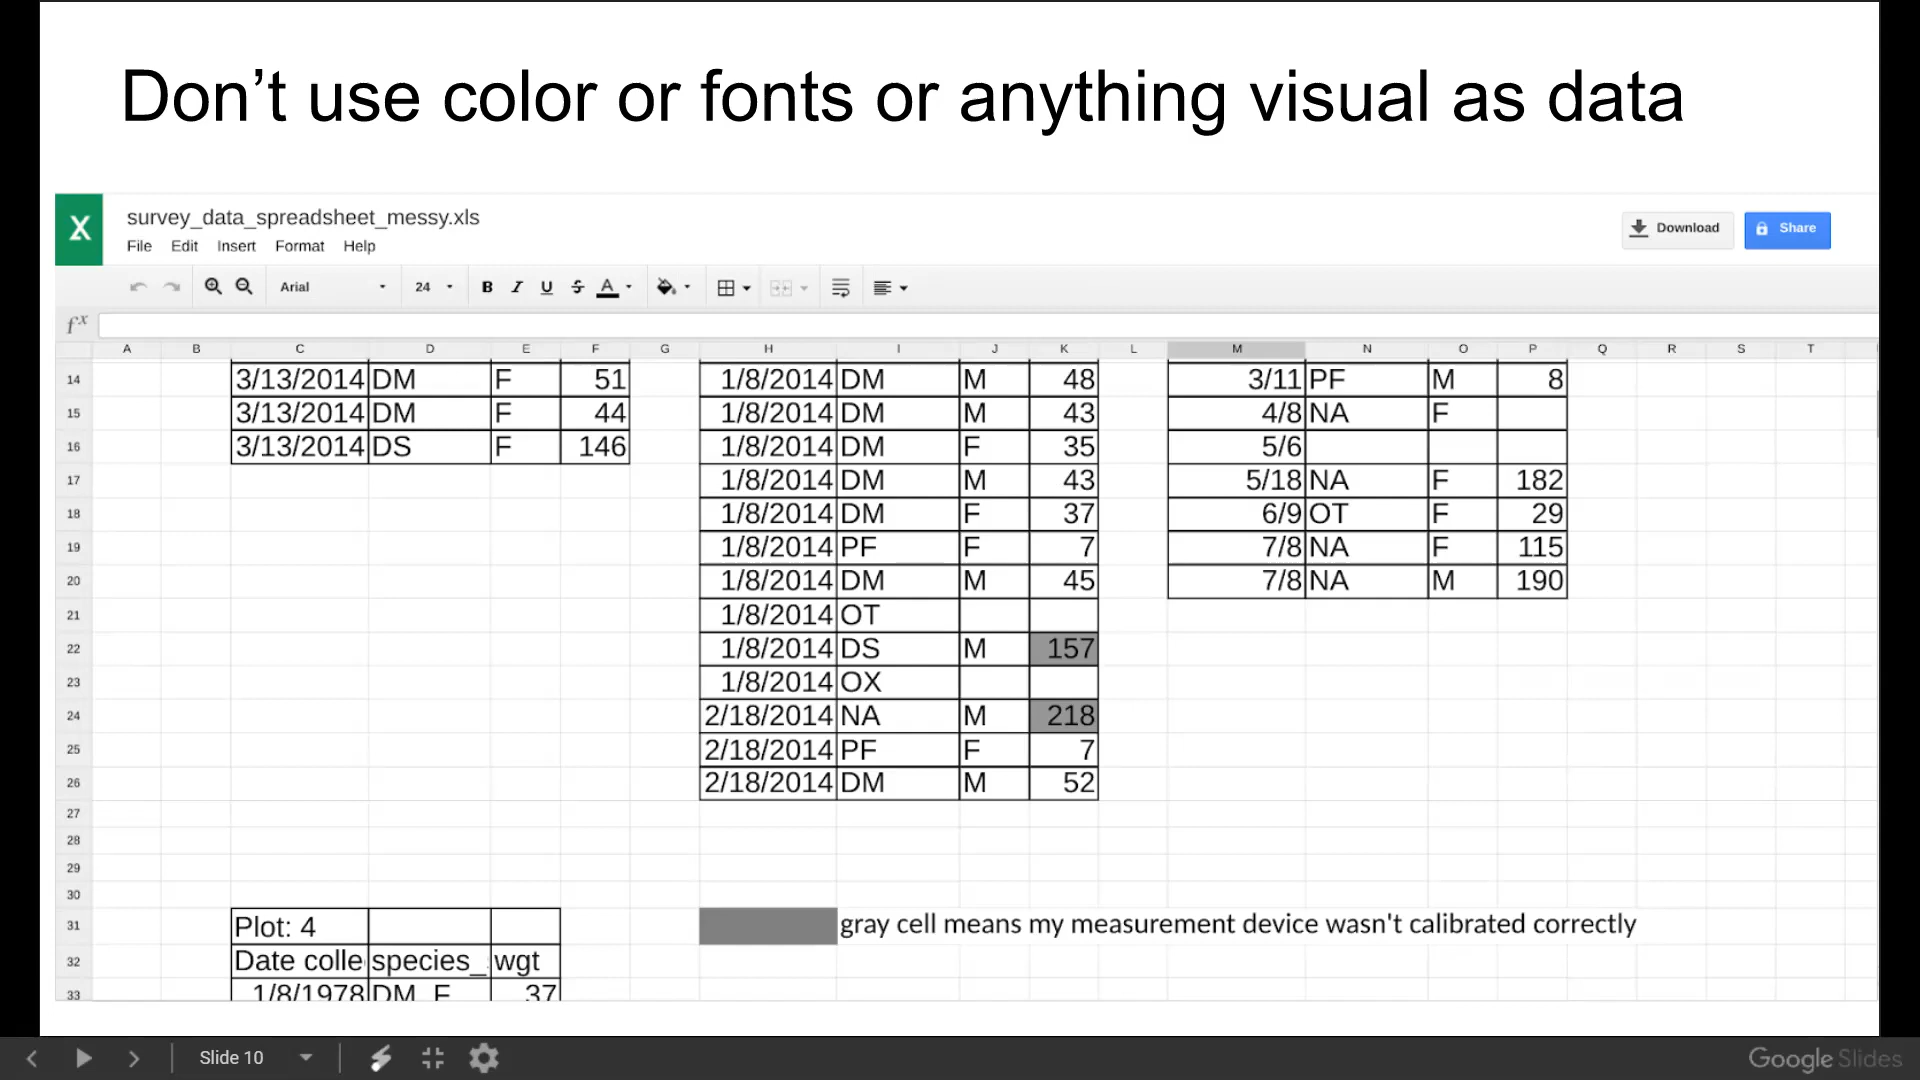 Don't use color or fonts or anything visual as data
X
survey_data_spreadsheet_messy.xls
File Edit Insert Format Help
Download
Share
Arial 24 B I U S A
fx
A B C D E F G H I J K L M N O P Q R S T
14 3/13/2014 DM F 51 1/8/2014 DM M 48 3/11 PF M 8
15 3/13/2014 DM F 44 1/8/2014 DM M 43 4/8 NA F
16 3/13/2014 DS F 146 1/8/2014 DM F 35 5/6
17 1/8/2014 DM M 43 5/18 NA F 182
18 1/8/2014 DM F 37 6/9 OT F 29
19 1/8/2014 PF F 7 7/8 NA F 115
20 1/8/2014 DM M 45 7/8 NA M 190
21 1/8/2014 OT
22 1/8/2014 DS M 157
23 1/8/2014 OX
24 2/18/2014 NA M 218
25 2/18/2014 PF F 7
26 2/18/2014 DM M 52
27
28
29
30
31 Plot: 4 gray cell means my measurement device wasn't calibrated correctly
32 Date colle species_ wgt
33 1/8/1978 DM F 37
Slide 10
Google Slides